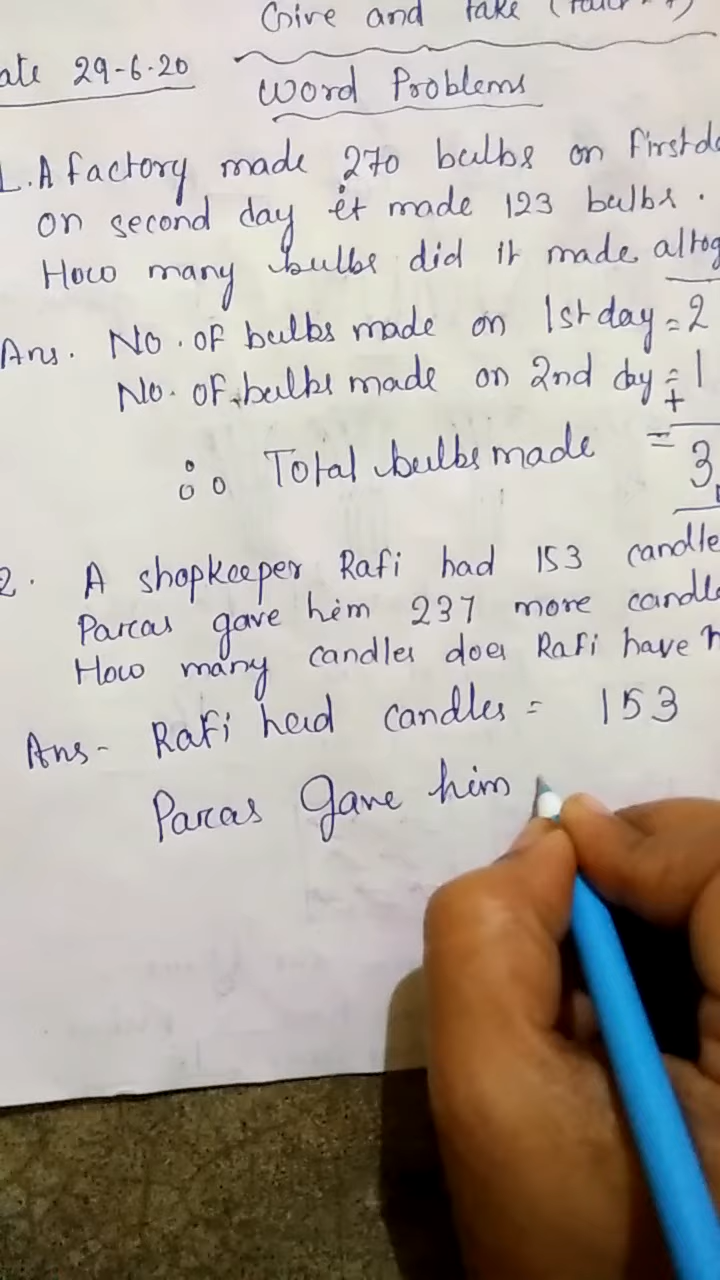 Give and take
ate 29-6-20
Word Problems
1. A factory made 270 bulbs on first d
on second day it made 123 bulbs.
How many bulbs did it made altog
Ans. No. of bulbs made on 1st day = 2
No. of bulbs made on 2nd day = 1
+
∴ Total bulbs made = 3
2. A shopkeeper Rafi had 153 candle
Paras gave him 237 more candl
How many candles does Rafi have n
Ans- Rafi had candles = 153
Paras gave him